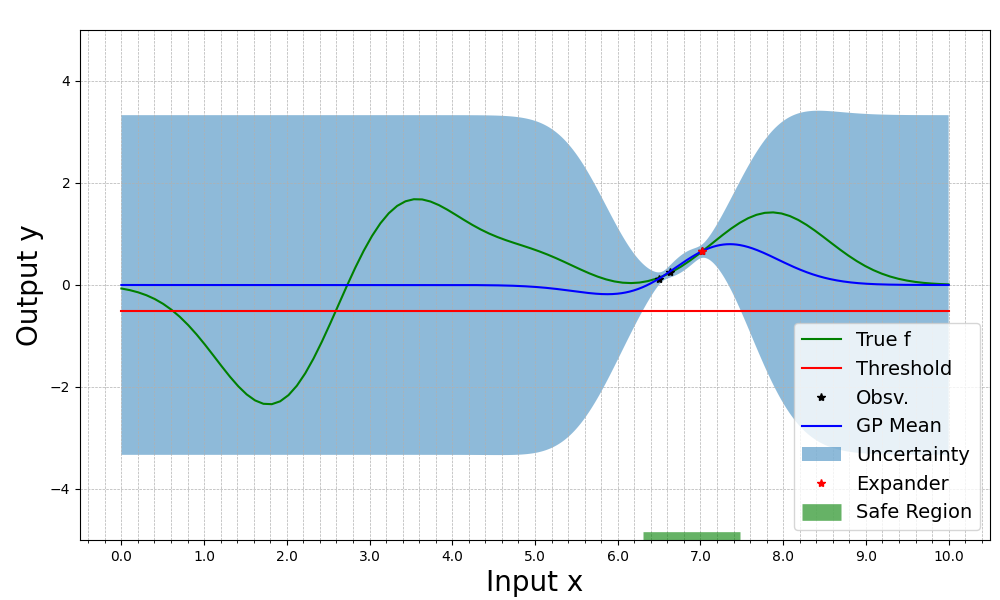 4
2
0
−2
−4
Output y
True f
Threshold
Obsv.
GP Mean
Uncertainty
Expander
Safe Region
0.0 1.0 2.0 3.0 4.0 5.0 6.0 7.0 8.0 9.0 10.0
Input x